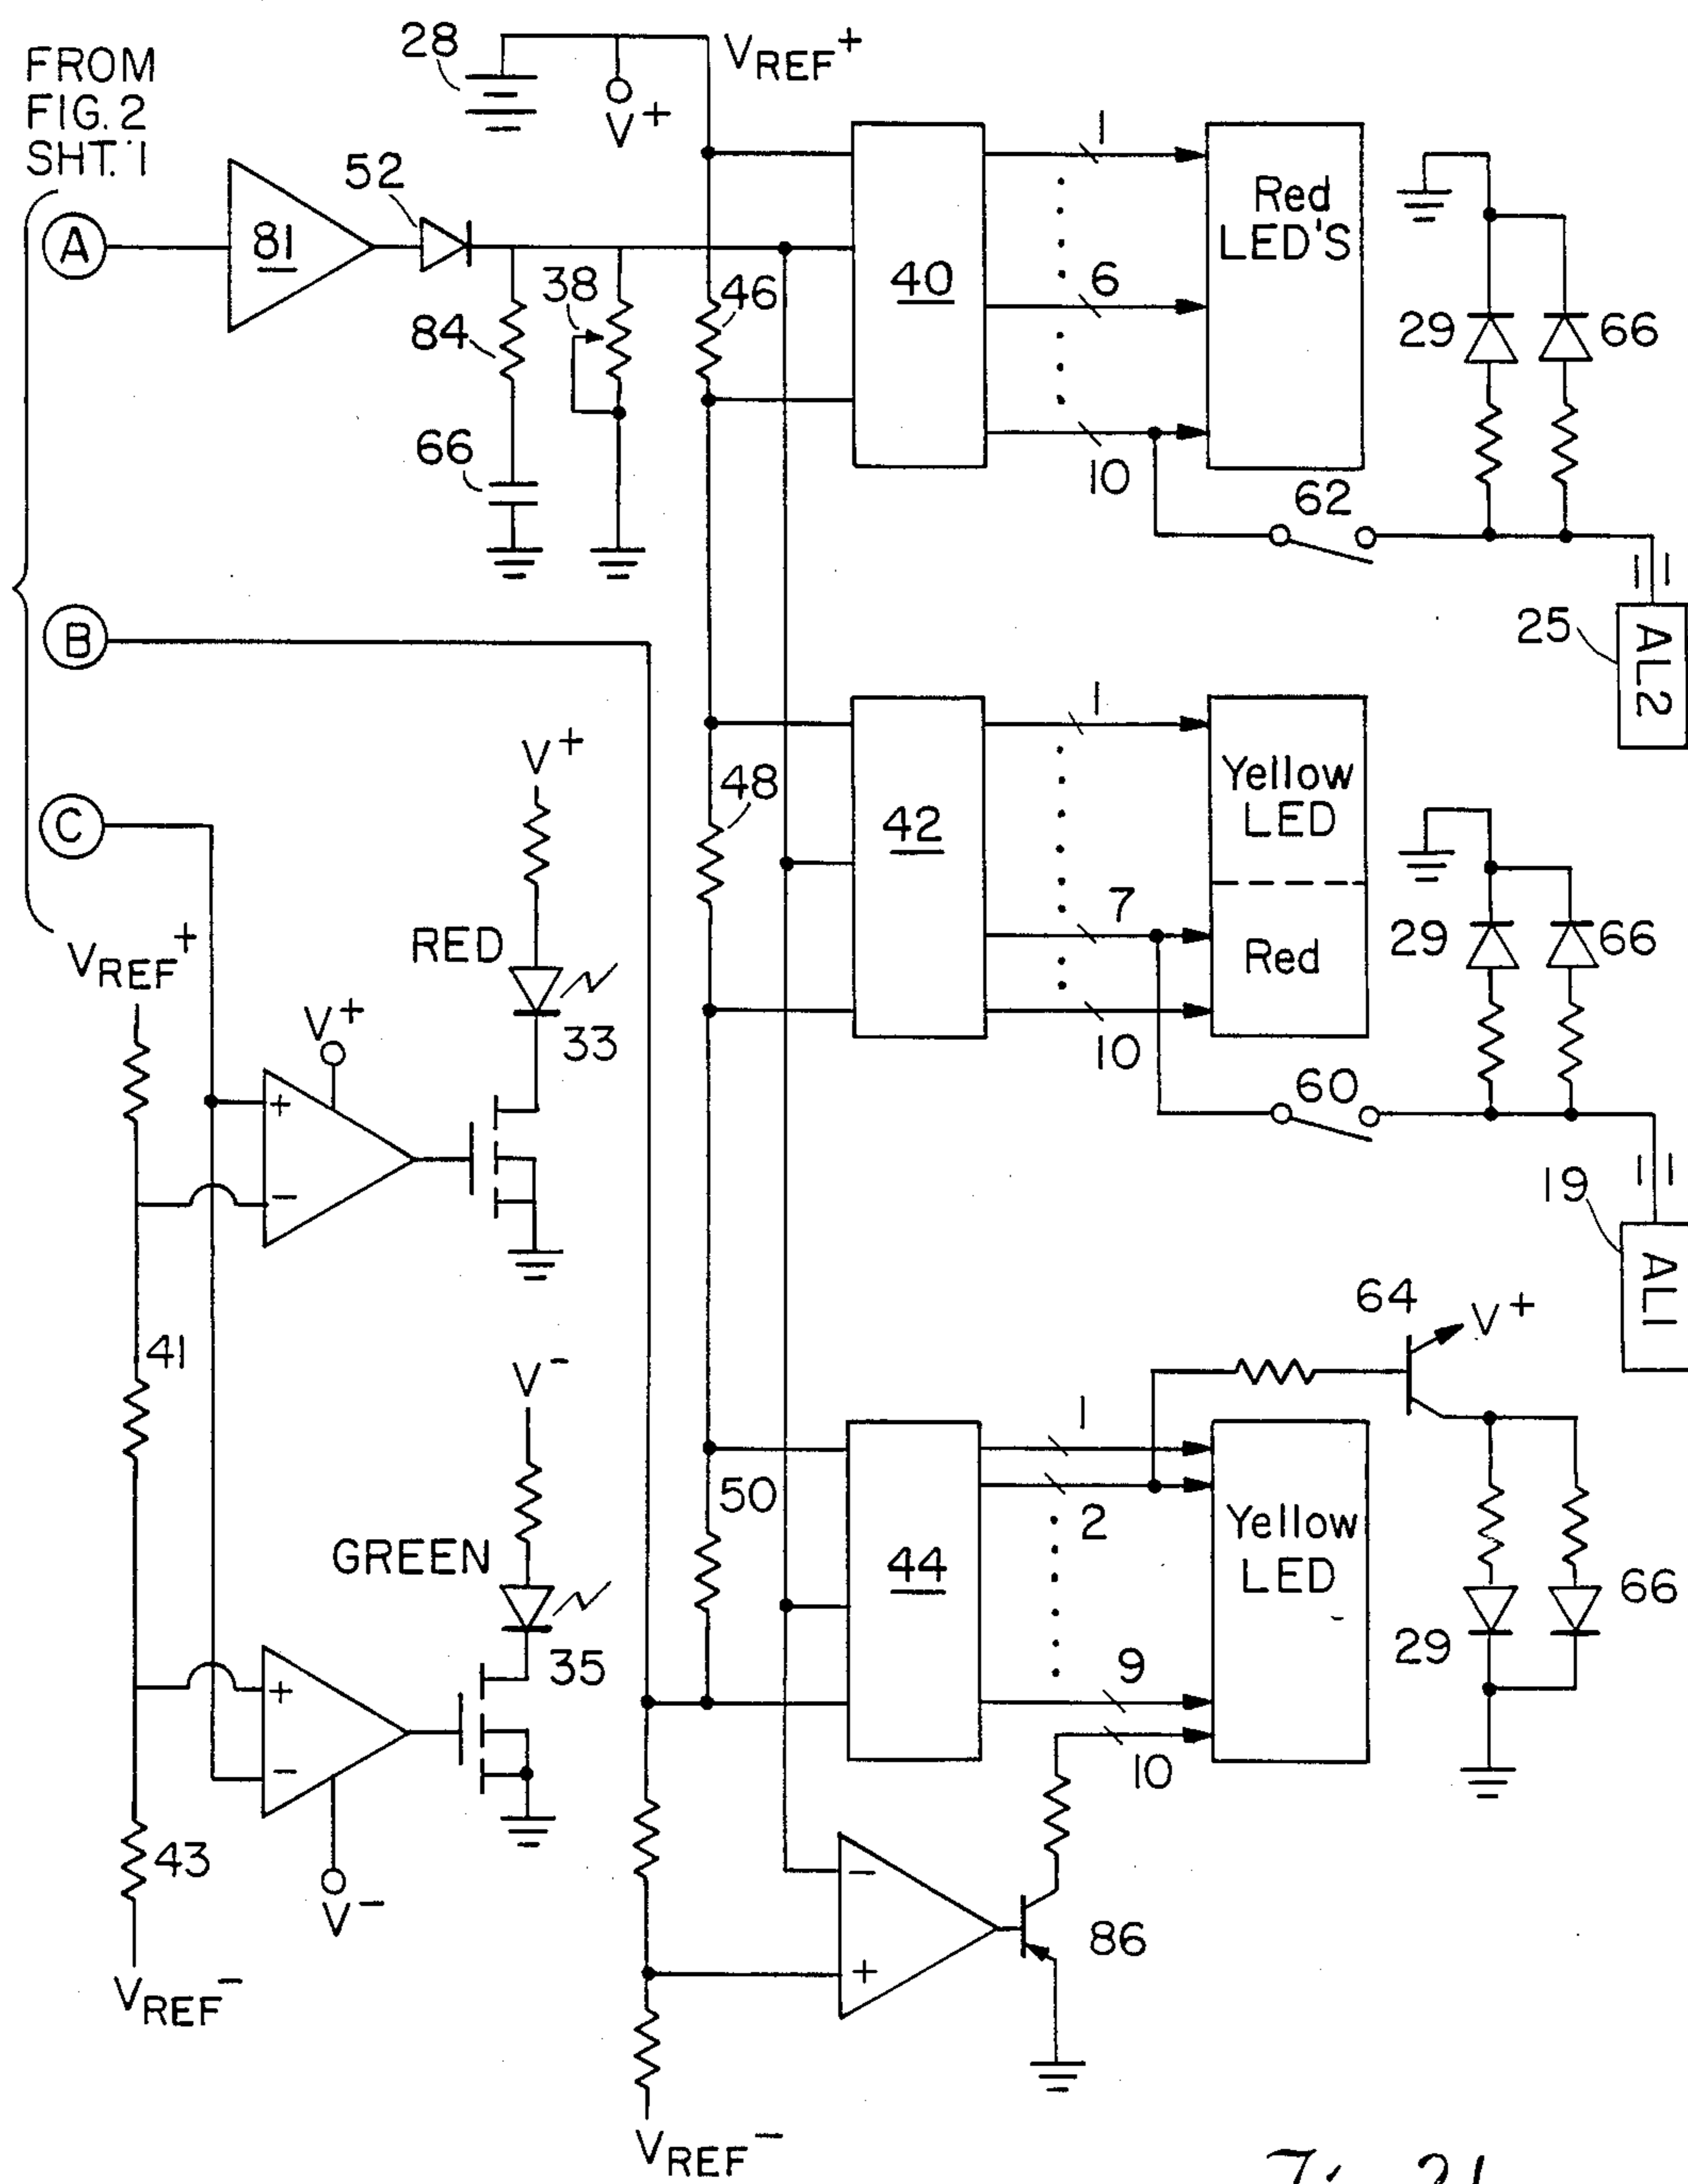 FROM
FIG. 2
SHT. 1
28
V+
VREF+
A
81
52
84
38
66
46
40
1
6
10
Red
LED'S
29
66
62
25
AL2
B
C
VREF+
V+
RED
33
V+
+
−
48
42
1
7
10
Yellow
LED
Red
29
66
60
19
AL1
41
V−
GREEN
35
+
−
V−
43
VREF−
50
44
1
2
9
10
Yellow
LED
64
V+
29
66
−
+
86
VREF−